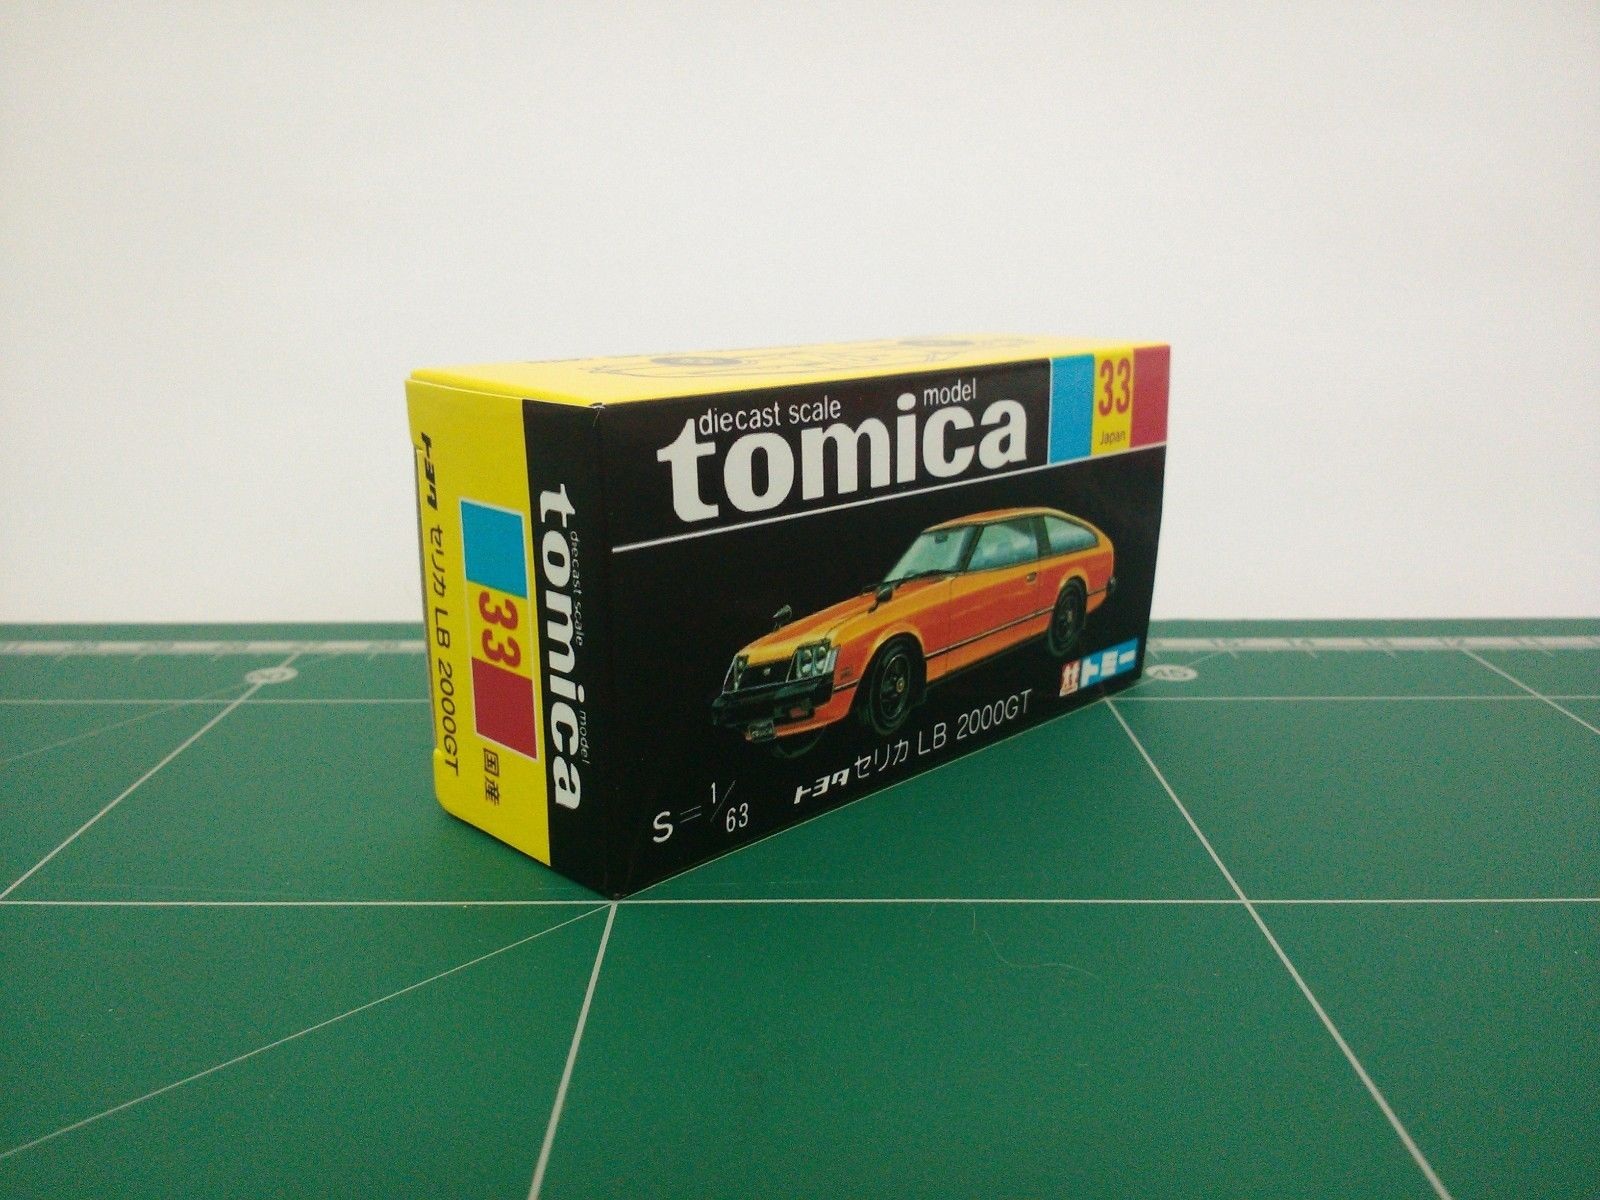 diecast scale model
tomica
33
Japan
トミー
S=1/63
トヨタ セリカ LB 2000GT
トヨタ セリカ LB 2000GT
33
国産
diecast scale model
tomica